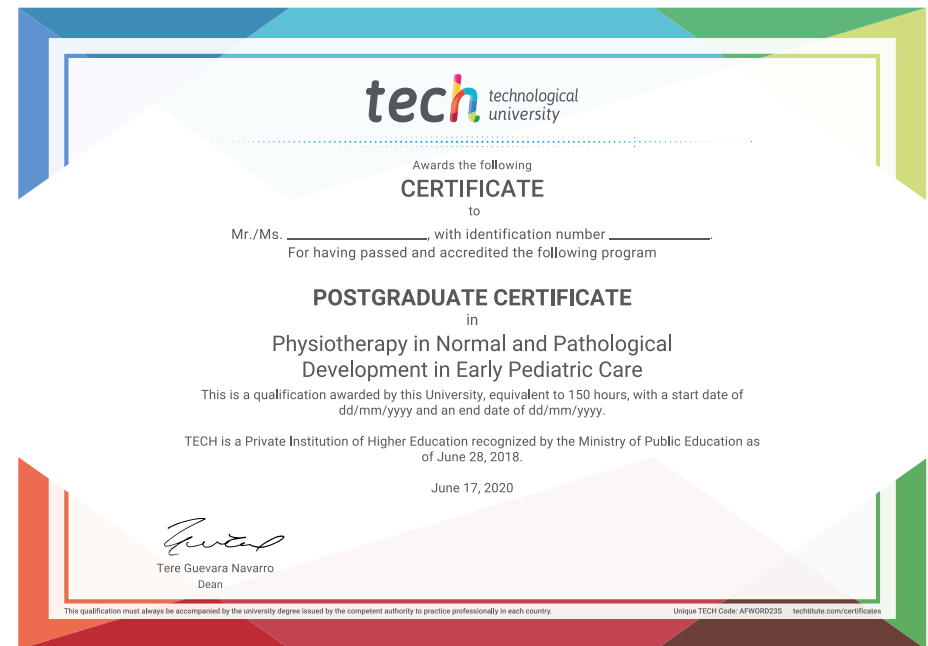 tech technological
university
Awards the following
CERTIFICATE
to
Mr./Ms. ____________________, with identification number ______________.
For having passed and accredited the following program
POSTGRADUATE CERTIFICATE
in
Physiotherapy in Normal and Pathological
Development in Early Pediatric Care
This is a qualification awarded by this University, equivalent to 150 hours, with a start date of
dd/mm/yyyy and an end date of dd/mm/yyyy.
TECH is a Private Institution of Higher Education recognized by the Ministry of Public Education as
of June 28, 2018.
June 17, 2020
Tere Guevara Navarro
Dean
This qualification must always be accompanied by the university degree issued by the competent authority to practice professionally in each country.
Unique TECH Code: AFWORD23S techtitute.com/certificates